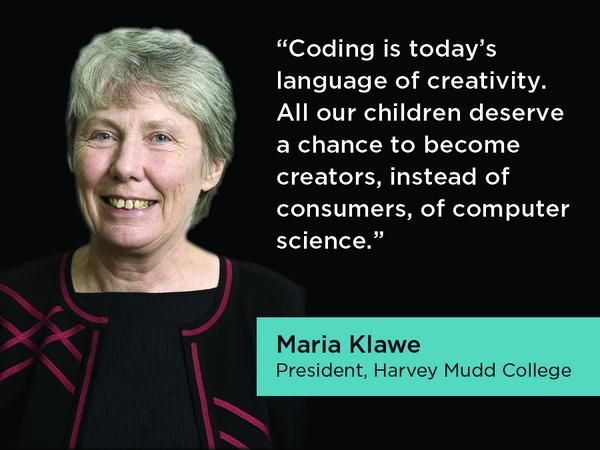 “Coding is today’s
language of creativity.
All our children deserve
a chance to become
creators, instead of
consumers, of computer
science.”
Maria Klawe
President, Harvey Mudd College